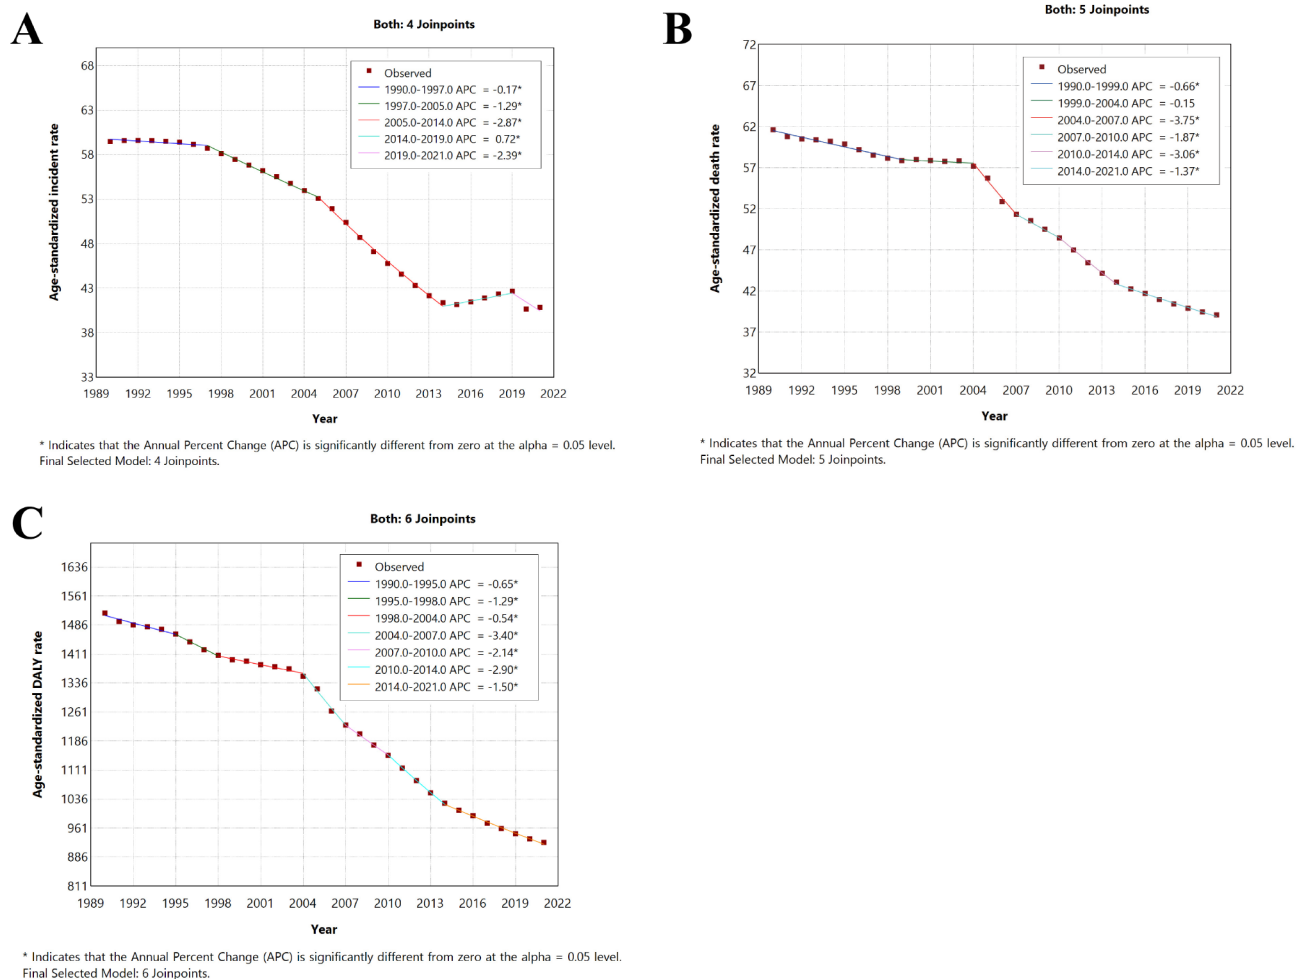 A
Both: 4 Joinpoints
68
63
58
53
48
43
38
33
Age-standardized incident rate
Observed
1990.0-1997.0 APC = -0.17*
1997.0-2005.0 APC = -1.29*
2005.0-2014.0 APC = -2.87*
2014.0-2019.0 APC = 0.72*
2019.0-2021.0 APC = -2.39*
1989 1992 1995 1998 2001 2004 2007 2010 2013 2016 2019 2022
Year
* Indicates that the Annual Percent Change (APC) is significantly different from zero at the alpha = 0.05 level.
Final Selected Model: 4 Joinpoints.
B
Both: 5 Joinpoints
72
67
62
57
52
47
42
37
32
Age-standardized death rate
Observed
1990.0-1999.0 APC = -0.66*
1999.0-2004.0 APC = -0.15
2004.0-2007.0 APC = -3.75*
2007.0-2010.0 APC = -1.87*
2010.0-2014.0 APC = -3.06*
2014.0-2021.0 APC = -1.37*
1989 1992 1995 1998 2001 2004 2007 2010 2013 2016 2019 2022
Year
* Indicates that the Annual Percent Change (APC) is significantly different from zero at the alpha = 0.05 level.
Final Selected Model: 5 Joinpoints.
C
Both: 6 Joinpoints
1636
1561
1486
1411
1336
1261
1186
1111
1036
961
886
811
Age-standardized DALY rate
Observed
1990.0-1995.0 APC = -0.65*
1995.0-1998.0 APC = -1.29*
1998.0-2004.0 APC = -0.54*
2004.0-2007.0 APC = -3.40*
2007.0-2010.0 APC = -2.14*
2010.0-2014.0 APC = -2.90*
2014.0-2021.0 APC = -1.50*
1989 1992 1995 1998 2001 2004 2007 2010 2013 2016 2019 2022
Year
* Indicates that the Annual Percent Change (APC) is significantly different from zero at the alpha = 0.05 level.
Final Selected Model: 6 Joinpoints.